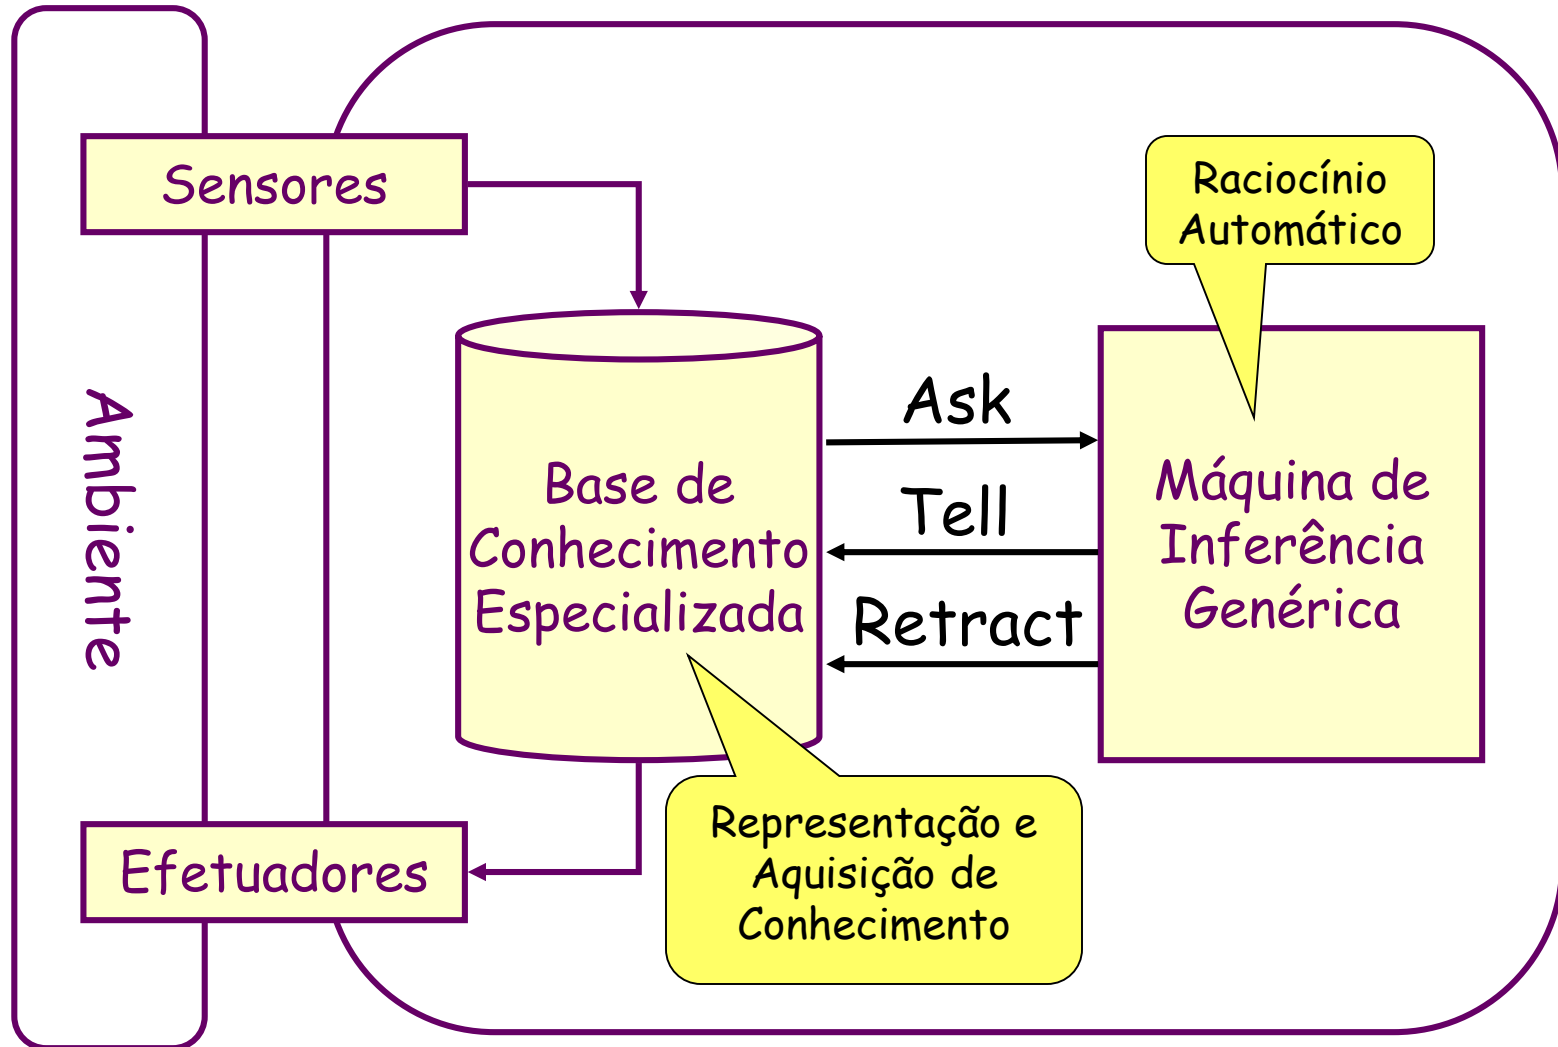 Sensores
Raciocínio
Automático
Ambiente
Ask
Tell
Retract
Base de
Conhecimento
Especializada
Máquina de
Inferência
Genérica
Efetuadores
Representação e
Aquisição de
Conhecimento